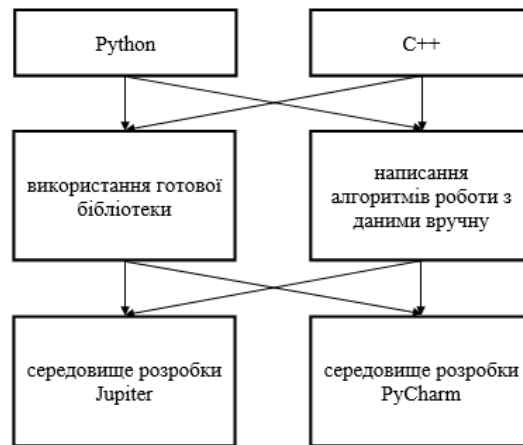 Python
C++
використання готової
бібліотеки
написання
алгоритмів роботи з
даними вручну
середовище розробки
Jupiter
середовище розробки
PyCharm